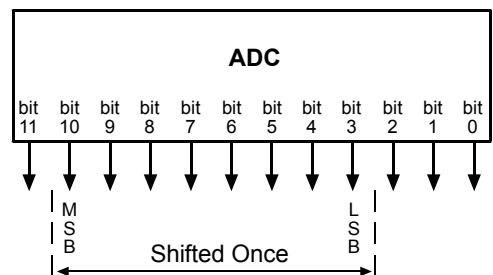 ADC
bit bit bit bit bit bit bit bit bit bit bit bit
11 10 9 8 7 6 5 4 3 2 1 0
M L
S S
B B
Shifted Once